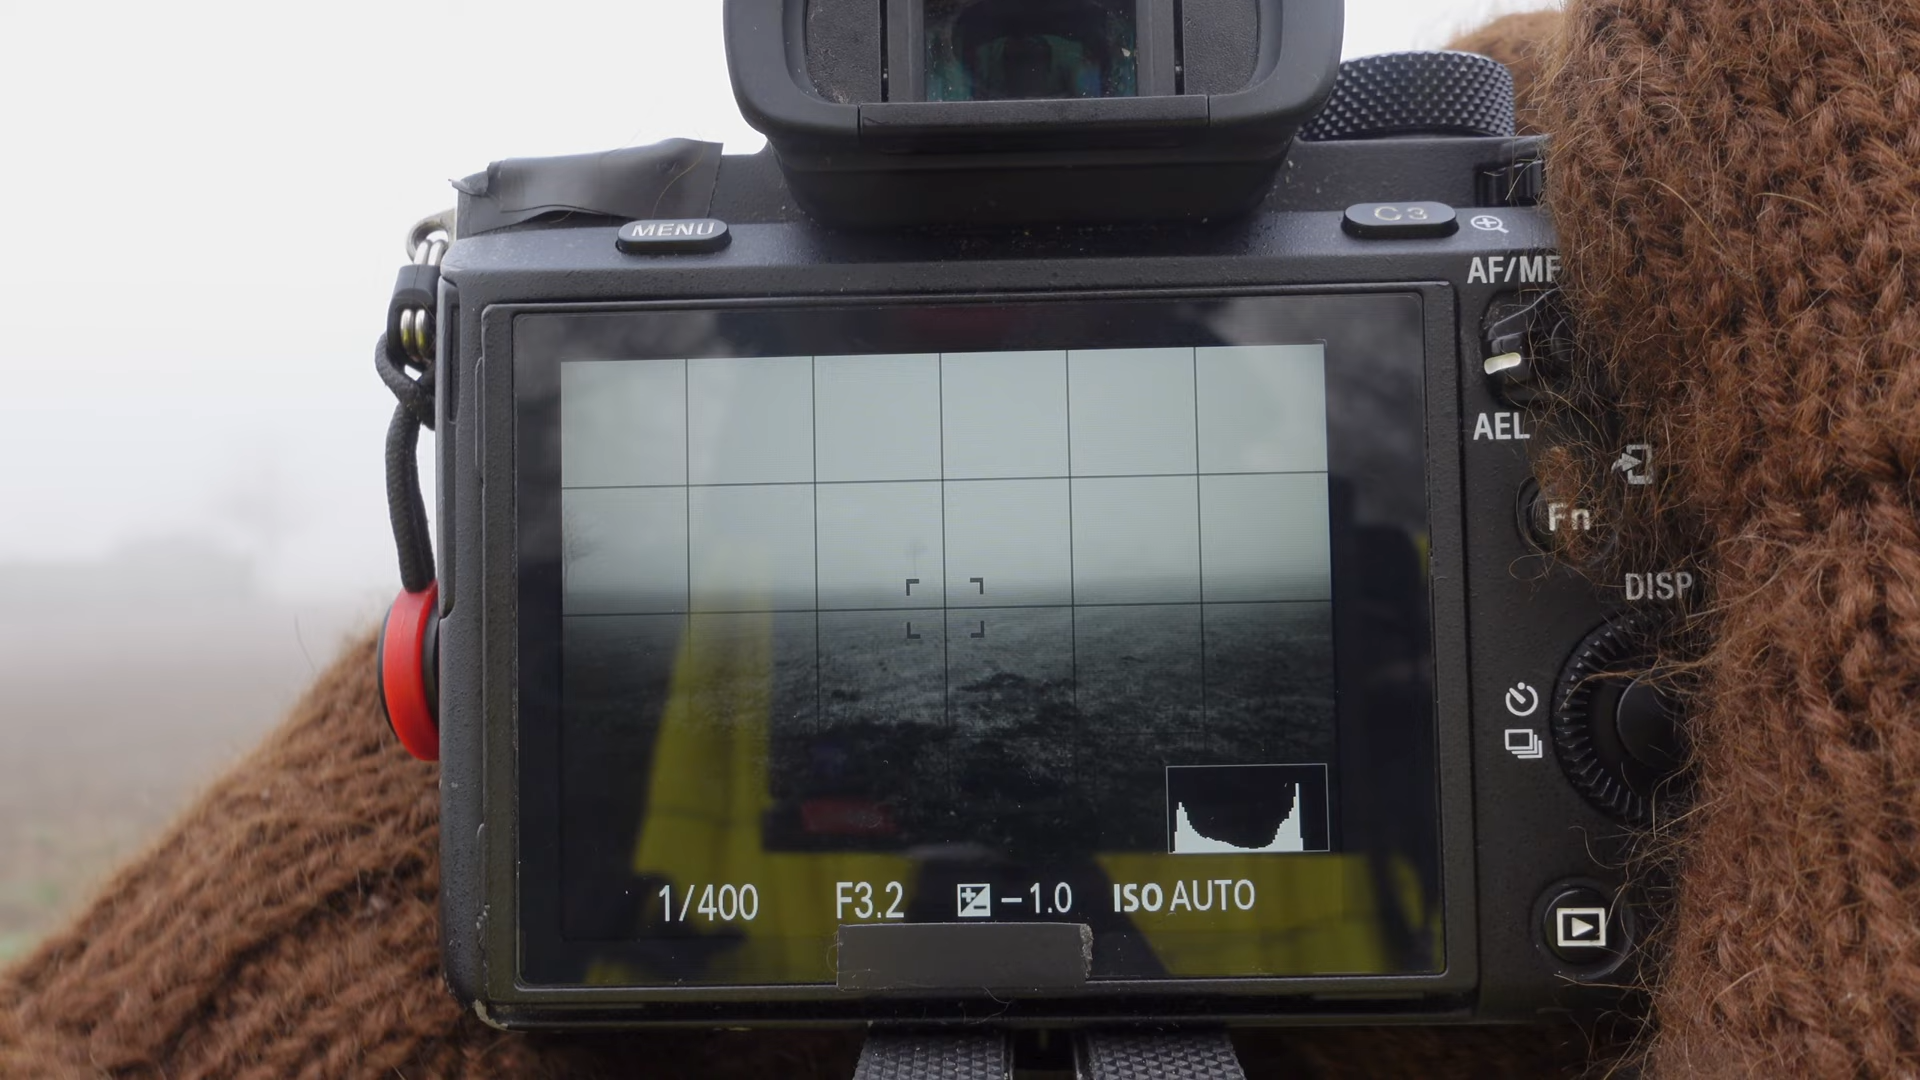 MENU
C3
AF/MF
AEL
Fn
DISP
1/400 F3.2 −1.0 ISO AUTO